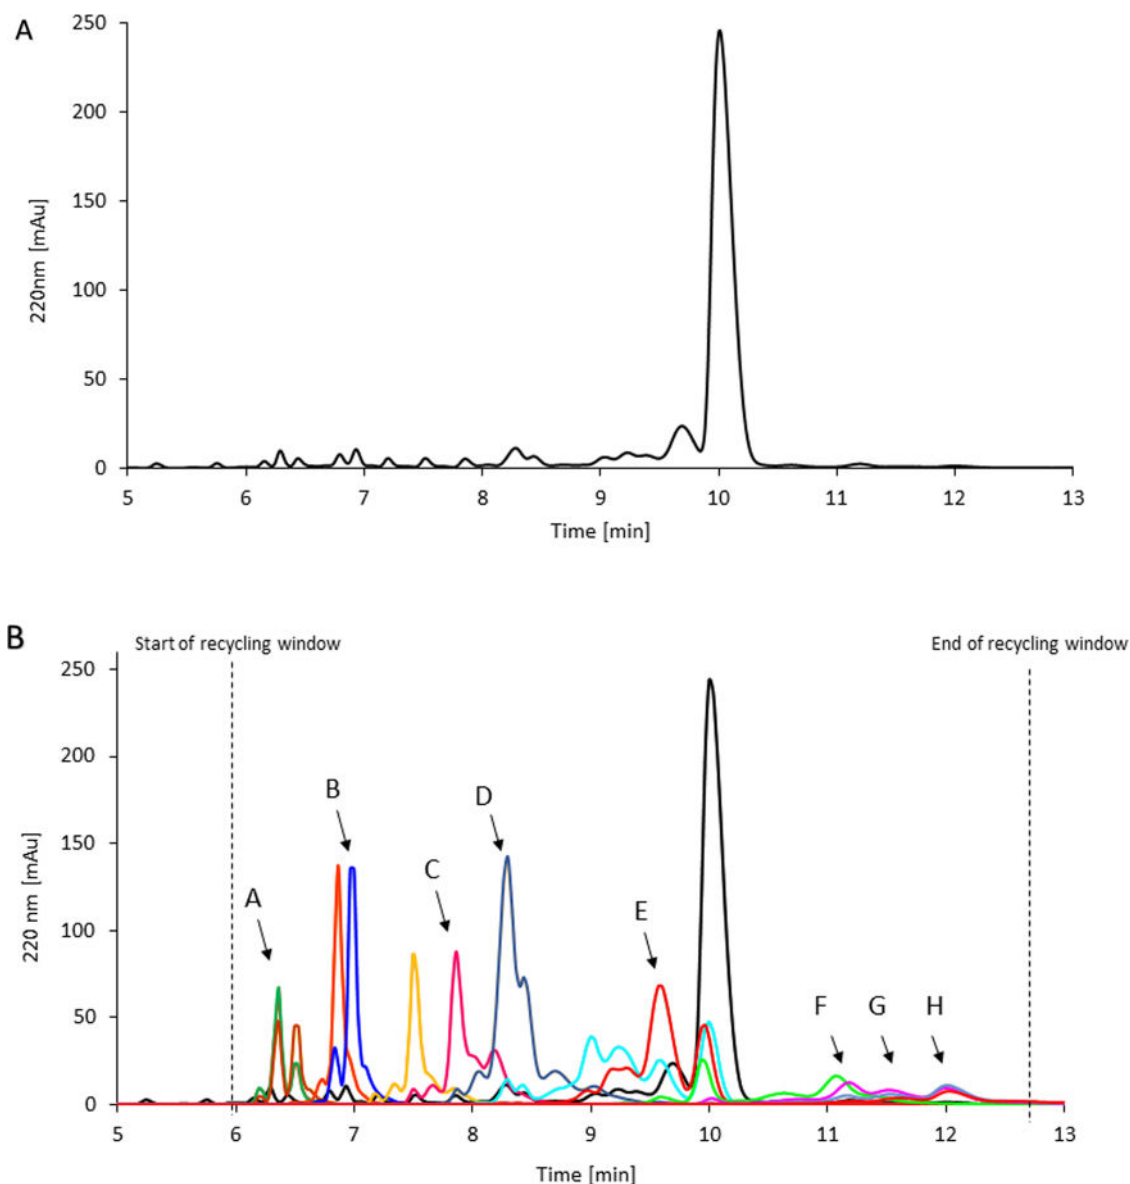 A
250
200
150
100
50
0
220nm [mAu]
5 6 7 8 9 10 11 12 13
Time [min]
B
Start of recycling window End of recycling window
250
200
150
100
50
0
220 nm [mAu]
A B C D E F G H
5 6 7 8 9 10 11 12 13
Time [min]